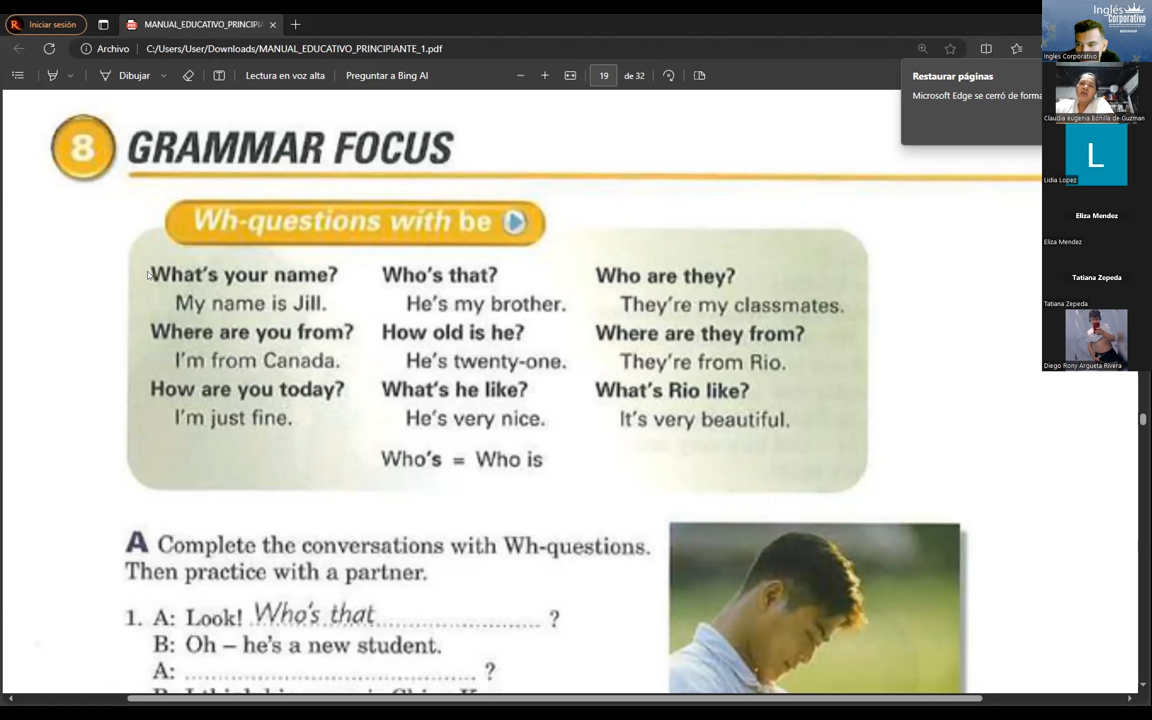 Iniciar sesión
MANUAL_EDUCATIVO_PRINCIPI
Archivo
C:/Users/User/Downloads/MANUAL_EDUCATIVO_PRINCIPIANTE_1.pdf
Dibujar
Lectura en voz alta
Preguntar a Bing AI
19
de 32
Restaurar páginas
Microsoft Edge se cerró de forma
Inglés
Corporativo
BEGINNER
Ingles Corporativo
Claudia eugenia Bonilla de Guzman
L
Lidia Lopez
Eliza Mendez
Eliza Mendez
Tatiana Zepeda
Tatiana Zepeda
Diego Rony Argueta Rivera
8 GRAMMAR FOCUS
Wh-questions with be
What's your name?
My name is Jill.
Where are you from?
I'm from Canada.
How are you today?
I'm just fine.
Who's that?
He's my brother.
How old is he?
He's twenty-one.
What's he like?
He's very nice.
Who's = Who is
Who are they?
They're my classmates.
Where are they from?
They're from Rio.
What's Rio like?
It's very beautiful.
A Complete the conversations with Wh-questions.
Then practice with a partner.
1. A: Look! Who's that ?
B: Oh – he's a new student.
A: ?